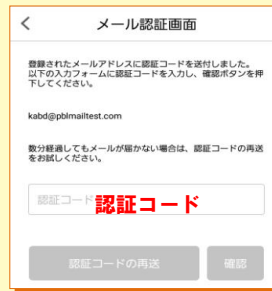 メール認証画面
登録されたメールアドレスに認証コードを送付しました。
以下の入力フォームに認証コードを入力し、確認ボタンを押
下してください。
kabd@pblmailtest.com
数分経過してもメールが届かない場合は、認証コードの再送
をお試しください。
認証コード
認証コード
認証コードの再送
確認